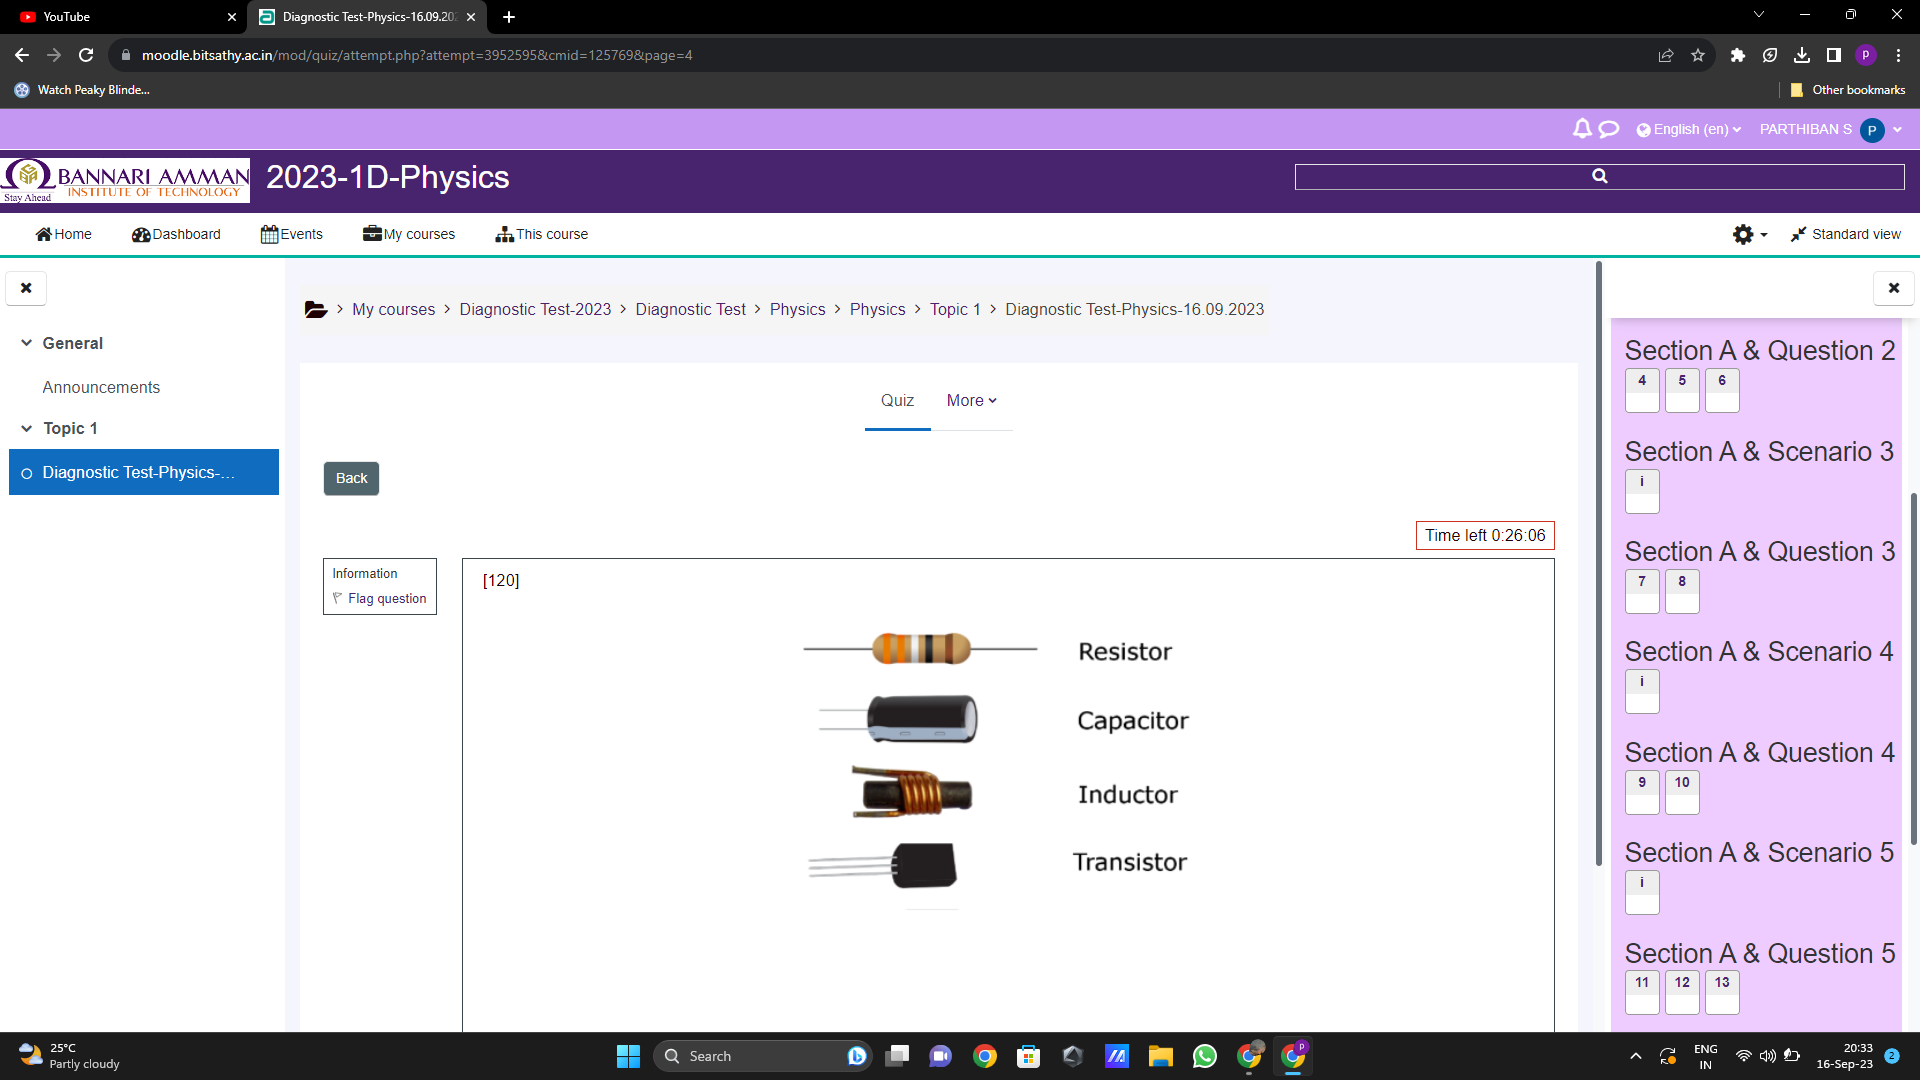 YouTube
Diagnostic Test-Physics-16.09.202
moodle.bitsathy.ac.in/mod/quiz/attempt.php?attempt=3952595&cmid=125769&page=4
P
Watch Peaky Blinde...
Other bookmarks
English (en)
PARTHIBAN S
P
BANNARI AMMAN
INSTITUTE OF TECHNOLOGY
Stay Ahead
2023-1D-Physics
Home
Dashboard
Events
My courses
This course
Standard view
General
Announcements
Topic 1
Diagnostic Test-Physics-...
My courses > Diagnostic Test-2023 > Diagnostic Test > Physics > Physics > Topic 1 > Diagnostic Test-Physics-16.09.2023
Quiz
More
Back
Time left 0:26:06
Information
Flag question
[120]
Resistor
Capacitor
Inductor
Transistor
Section A & Question 2
4 5 6
Section A & Scenario 3
i
Section A & Question 3
7 8
Section A & Scenario 4
i
Section A & Question 4
9 10
Section A & Scenario 5
i
Section A & Question 5
11 12 13
25°C
Partly cloudy
Search
P
ENG
IN
20:33
16-Sep-23
2